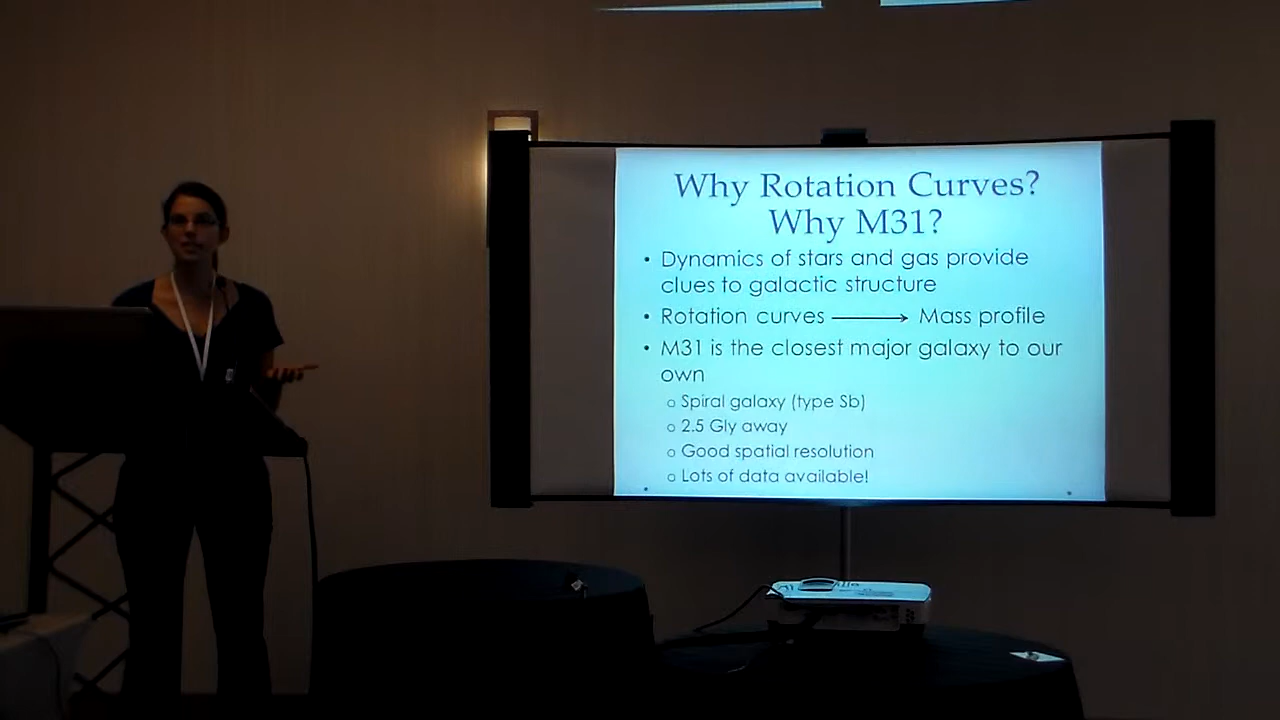 Why Rotation Curves?
Why M31?
• Dynamics of stars and gas provide
clues to galactic structure
• Rotation curves ⟶ Mass profile
• M31 is the closest major galaxy to our
own
o Spiral galaxy (type Sb)
o 2.5 Gly away
o Good spatial resolution
o Lots of data available!